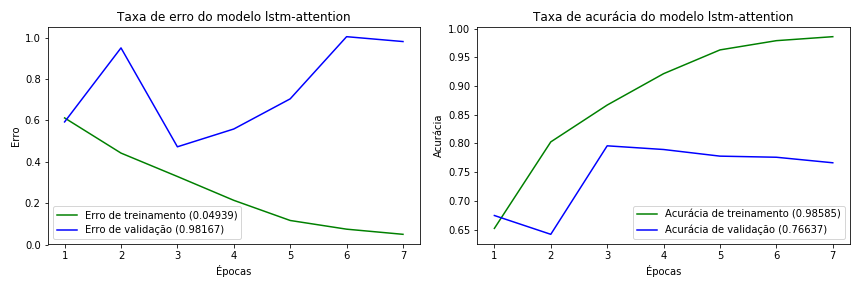 Taxa de erro do modelo lstm-attention
1.0
0.8
0.6
0.4
0.2
0.0
Erro
Erro de treinamento (0.04939)
Erro de validação (0.98167)
1 2 3 4 5 6 7
Épocas
Taxa de acurácia do modelo lstm-attention
1.00
0.95
0.90
0.85
0.80
0.75
0.70
0.65
Acurácia
Acurácia de treinamento (0.98585)
Acurácia de validação (0.76637)
1 2 3 4 5 6 7
Épocas